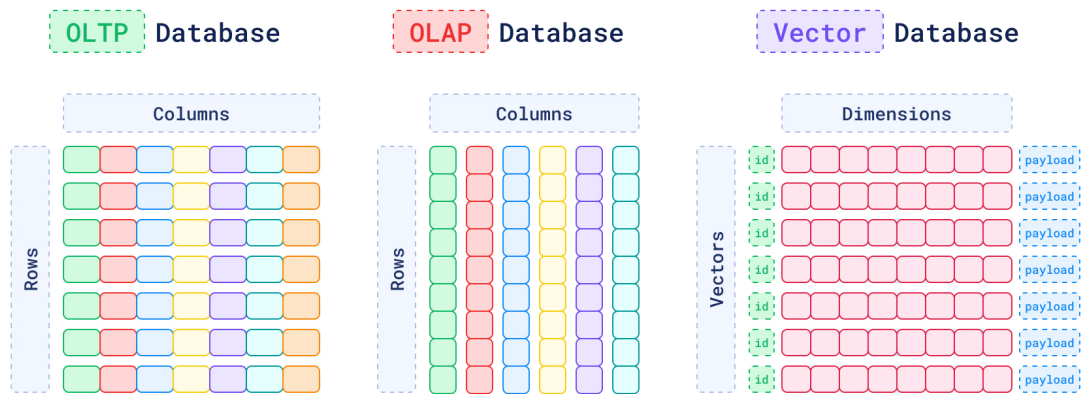 OLTP Database
OLAP Database
Vector Database
Columns
Rows
Columns
Rows
Dimensions
Vectors
id
payload
id
payload
id
payload
id
payload
id
payload
id
payload
id
payload